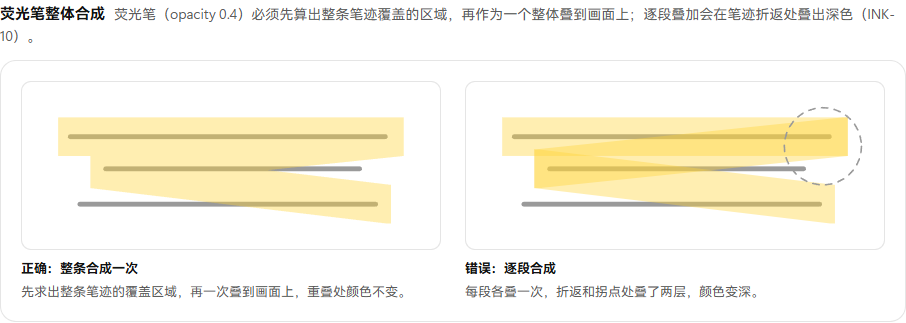 荧光笔整体合成 荧光笔（opacity 0.4）必须先算出整条笔迹覆盖的区域，再作为一个整体叠到画面上；逐段叠加会在笔迹折返处叠出深色（INK-
10）。
正确：整条合成一次
先求出整条笔迹的覆盖区域，再一次叠到画面上，重叠处颜色不变。
错误：逐段合成
每段各叠一次，折返和拐点处叠了两层，颜色变深。